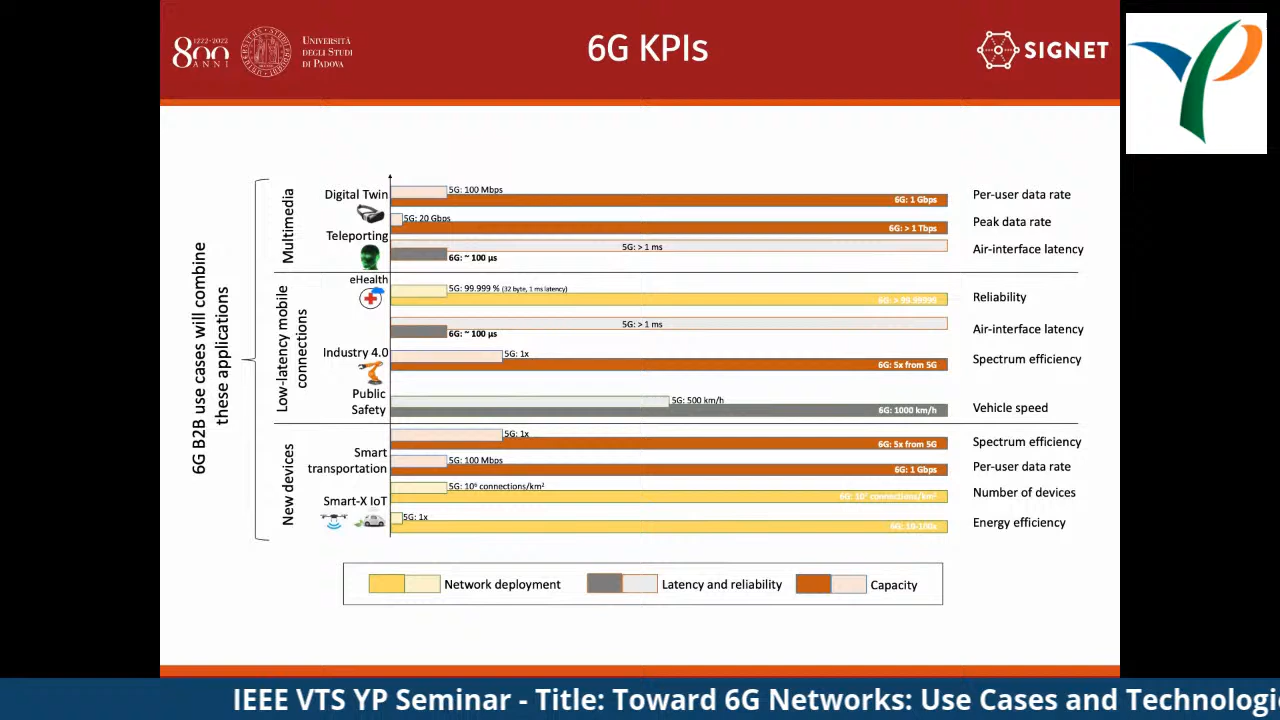 1222-2022
800
ANNI
UNIVERSITÀ
DEGLI STUDI
DI PADOVA
6G KPIs
SIGNET
6G B2B use cases will combine
these applications
Multimedia
Digital Twin
5G: 100 Mbps
6G: 1 Gbps
Per-user data rate
5G: 20 Gbps
6G: > 1 Tbps
Peak data rate
Teleporting
5G: > 1 ms
6G: ~ 100 µs
Air-interface latency
Low-latency mobile
connections
eHealth
5G: 99.999 % (32 byte, 1 ms latency)
6G: > 99.99999
Reliability
5G: > 1 ms
6G: ~ 100 µs
Air-interface latency
Industry 4.0
5G: 1x
6G: 5x from 5G
Spectrum efficiency
Public
Safety
5G: 500 km/h
6G: 1000 km/h
Vehicle speed
New devices
5G: 1x
6G: 5x from 5G
Spectrum efficiency
Smart
transportation
5G: 100 Mbps
6G: 1 Gbps
Per-user data rate
Smart-X IoT
5G: 10⁶ connections/km²
6G: 10⁷ connections/km²
Number of devices
5G: 1x
6G: 10-100x
Energy efficiency
Network deployment
Latency and reliability
Capacity
IEEE VTS YP Seminar - Title: Toward 6G Networks: Use Cases and Technologi